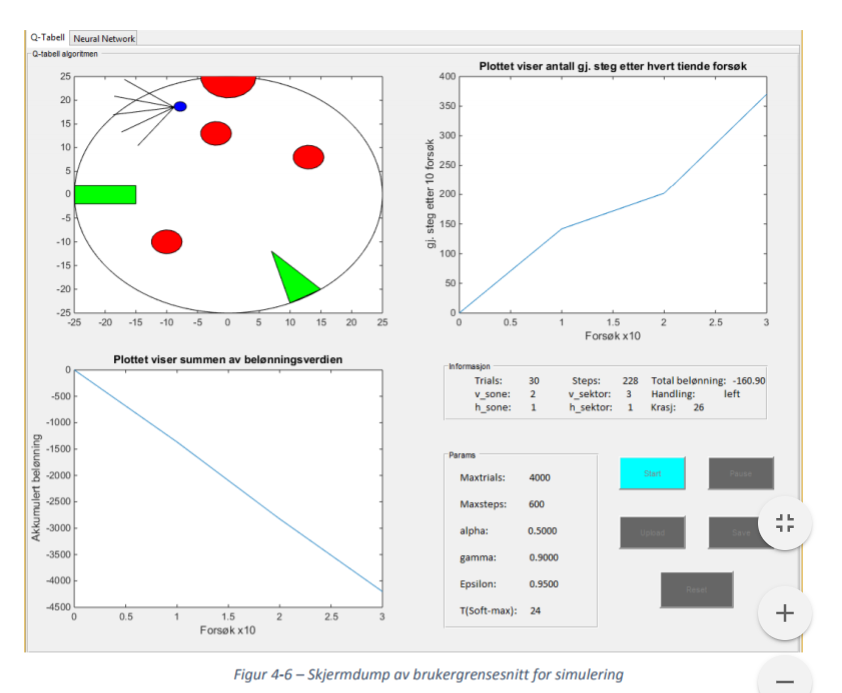 Q-Tabell Neural Network
Q-tabell algoritmen
25
20
15
10
5
0
-5
-10
-15
-20
-25
-25 -20 -15 -10 -5 0 5 10 15 20 25
Plottet viser antall gj. steg etter hvert tiende forsøk
gj. steg etter 10 forsøk
400
350
300
250
200
150
100
50
0
0 0.5 1 1.5 2 2.5 3
Forsøk x10
Plottet viser summen av belønningsverdien
Akkumulert belønning
0
-500
-1000
-1500
-2000
-2500
-3000
-3500
-4000
-4500
0 0.5 1 1.5 2 2.5 3
Forsøk x10
Informasjon
Trials: 30 Steps: 228 Total belønning: -160.90
v_sone: 2 v_sektor: 3 Handling: left
h_sone: 1 h_sektor: 1 Krasj: 26
Params
Maxtrials: 4000
Maxsteps: 600
alpha: 0.5000
gamma: 0.9000
Epsilon: 0.9500
T(Soft-max): 24
Start Pause
Upload Save
Reset
Figur 4-6 – Skjermdump av brukergrensesnitt for simulering